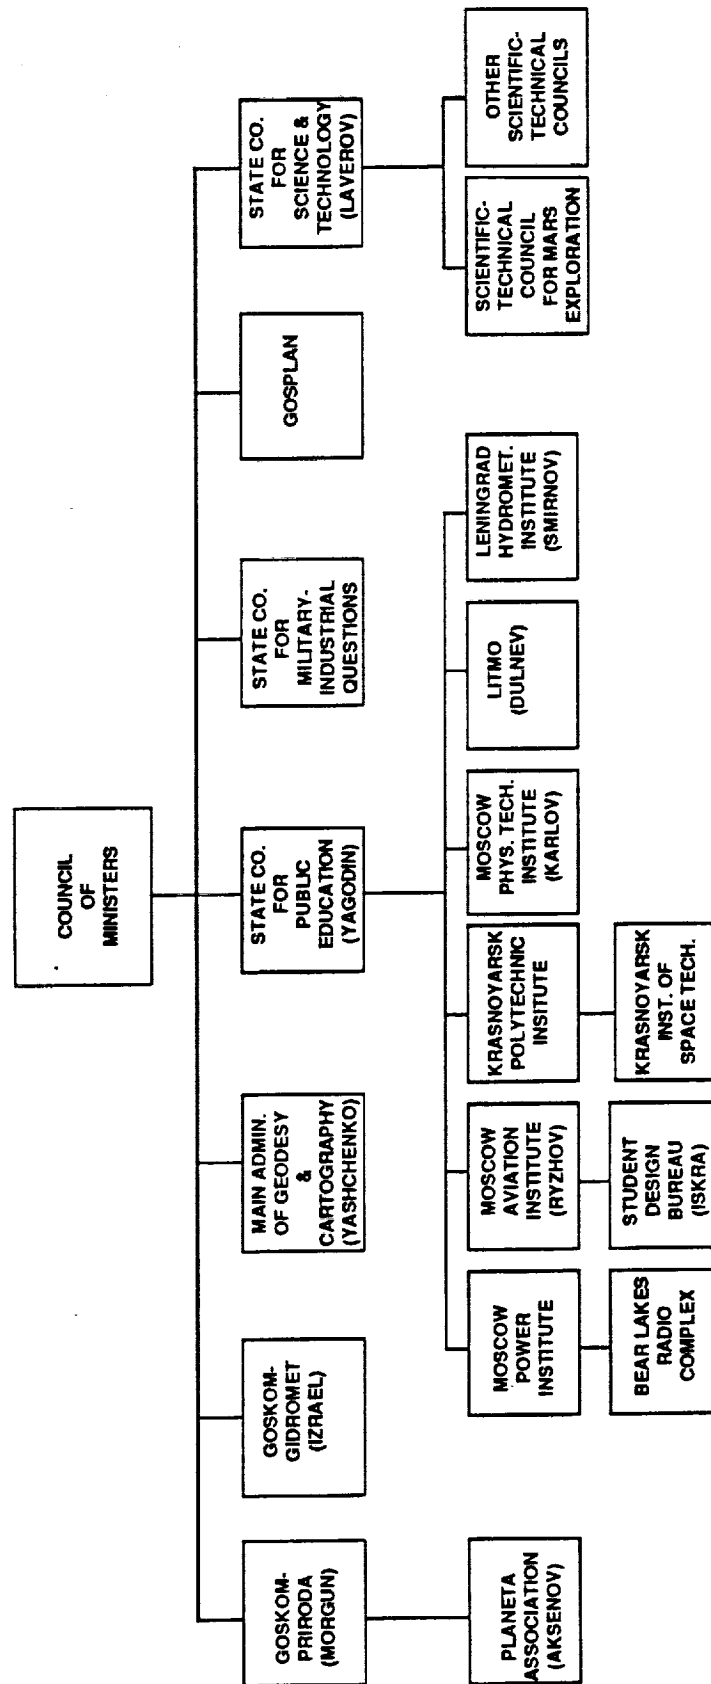 COUNCIL
OF
MINISTERS
GOSKOM-
PRIRODA
(MORGUN)
GOSKOM-
GIDROMET
(IZRAEL)
MAIN ADMIN.
OF GEODESY
&
CARTOGRAPHY
(YASHCHENKO)
STATE CO.
FOR
PUBLIC
EDUCATION
(YAGODIN)
STATE CO.
FOR
MILITARY-
INDUSTRIAL
QUESTIONS
GOSPLAN
STATE CO.
FOR
SCIENCE &
TECHNOLOGY
(LAVEROV)
PLANETA
ASSOCIATION
(AKSENOV)
MOSCOW
POWER
INSTITUTE
MOSCOW
AVIATION
INSTITUTE
(RYZHOV)
KRASNOYARSK
POLYTECHNIC
INSITUTE
MOSCOW
PHYS. TECH.
INSTITUTE
(KARLOV)
LITMO
(DULNEV)
LENINGRAD
HYDROMET.
INSTITUTE
(SMIRNOV)
SCIENTIFIC-
TECHNICAL
COUNCIL
FOR MARS
EXPLORATION
OTHER
SCIENTIFIC-
TECHNICAL
COUNCILS
BEAR LAKES
RADIO
COMPLEX
STUDENT
DESIGN
BUREAU
(ISKRA)
KRASNOYARSK
INST. OF
SPACE TECH.